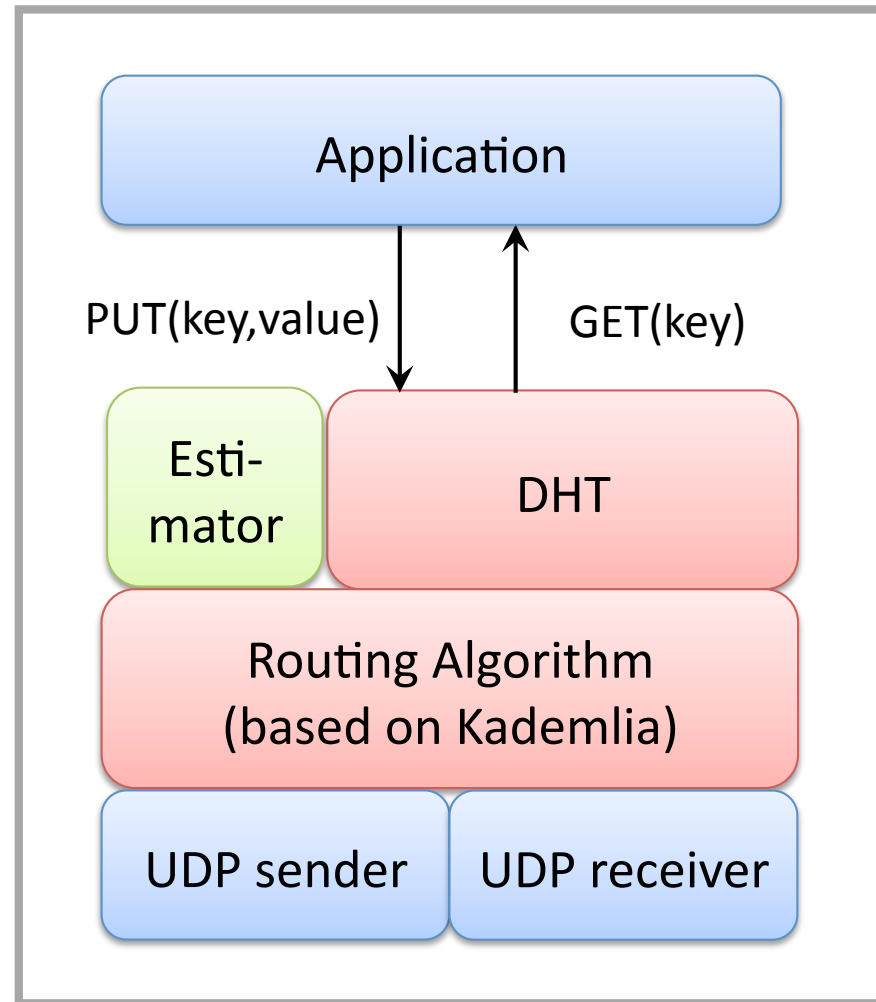 Application
PUT(key,value)
GET(key)
Esti-
mator
DHT
Routing Algorithm
(based on Kademlia)
UDP sender
UDP receiver